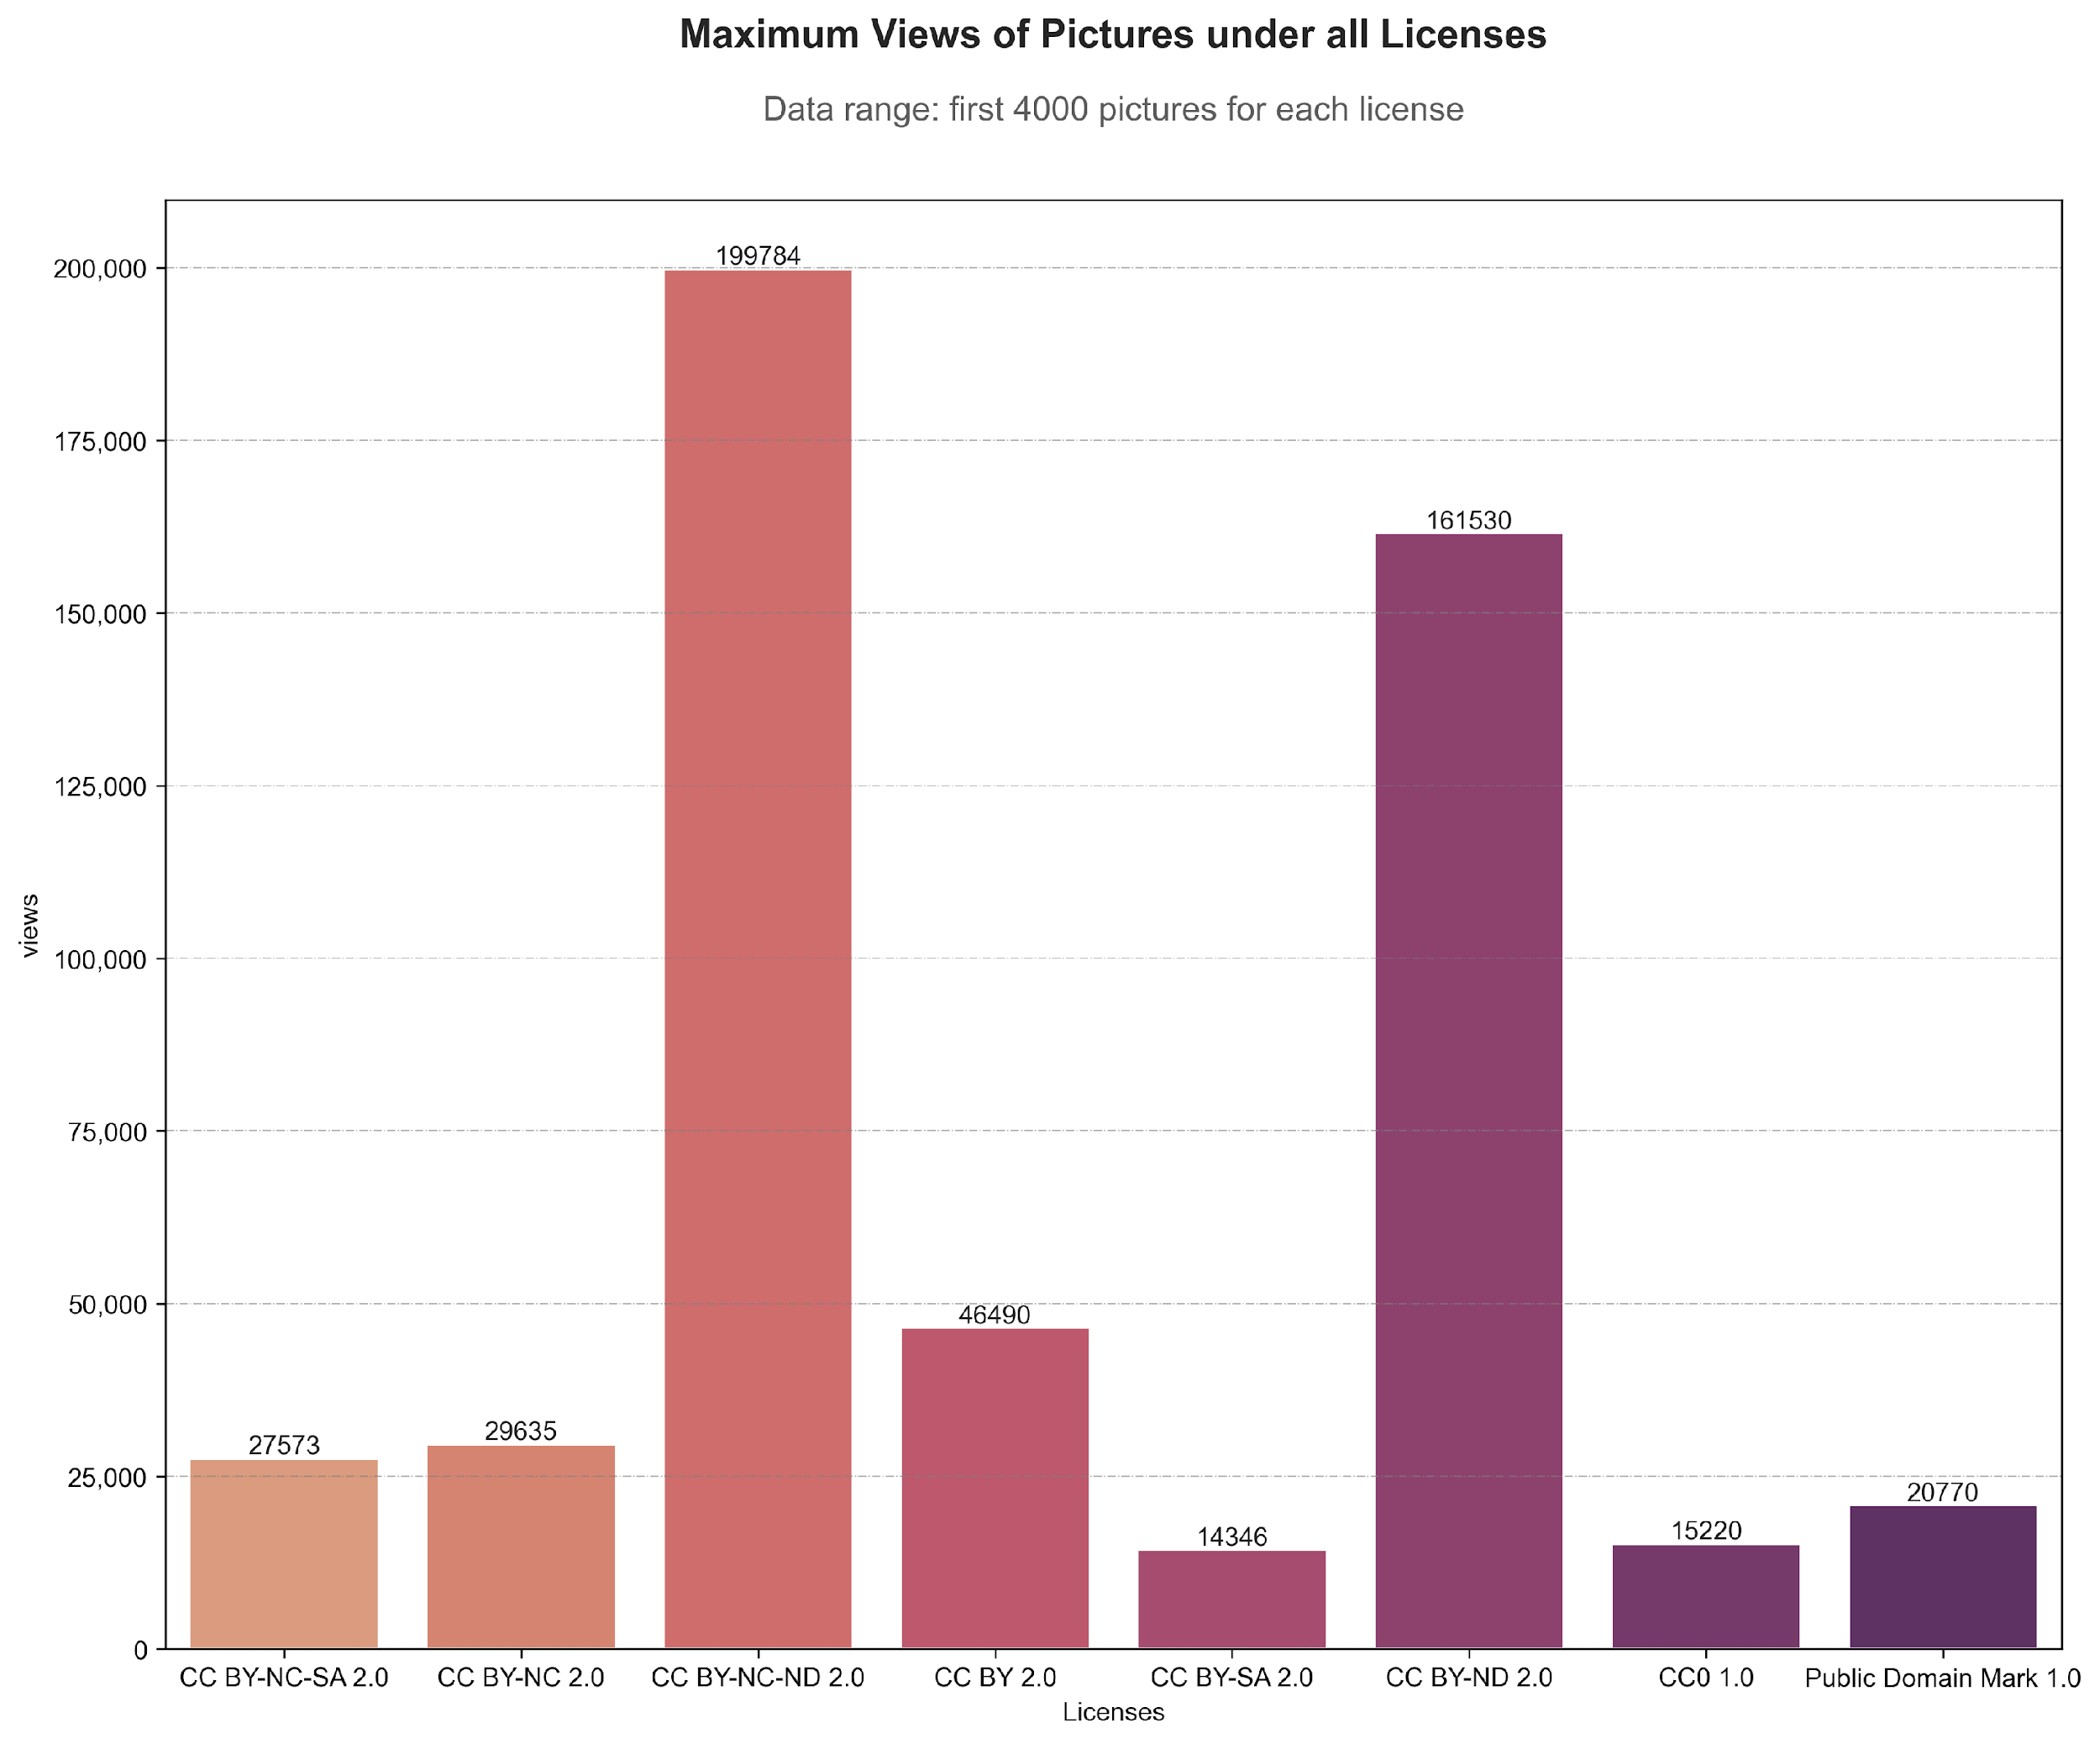 Maximum Views of Pictures under all Licenses
Data range: first 4000 pictures for each license
200,000
175,000
150,000
125,000
100,000
75,000
50,000
25,000
0
views
27573
29635
199784
46490
14346
161530
15220
20770
CC BY-NC-SA 2.0
CC BY-NC 2.0
CC BY-NC-ND 2.0
CC BY 2.0
CC BY-SA 2.0
CC BY-ND 2.0
CC0 1.0
Public Domain Mark 1.0
Licenses